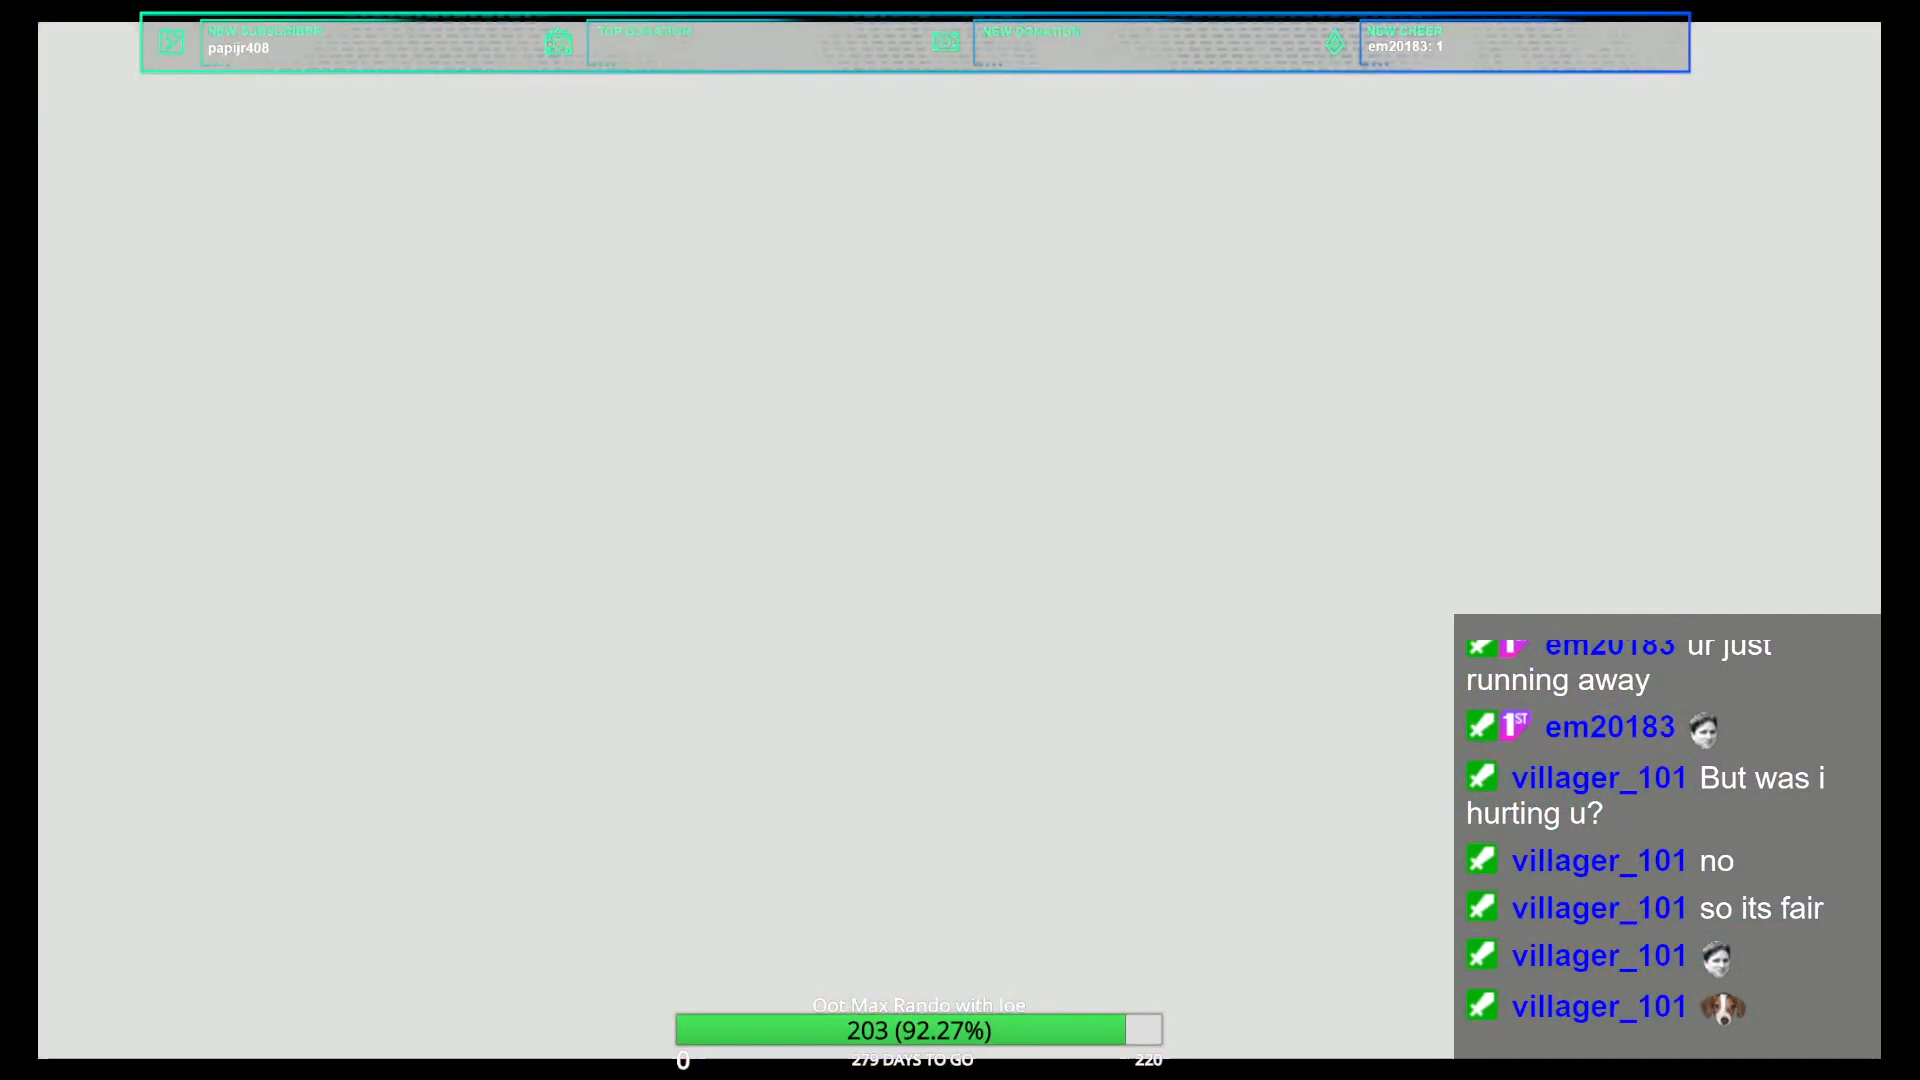 NEW SUBSCRIBER
papijr408
TOP DONATION
NEW DONATION
NEW CHEER
em20183: 1
em20183 ur just
running away
1ST em20183
villager_101 But was i
hurting u?
villager_101 no
villager_101 so its fair
villager_101
villager_101
Oot Max Rando with Joe
203 (92.27%)
0 279 DAYS TO GO 220